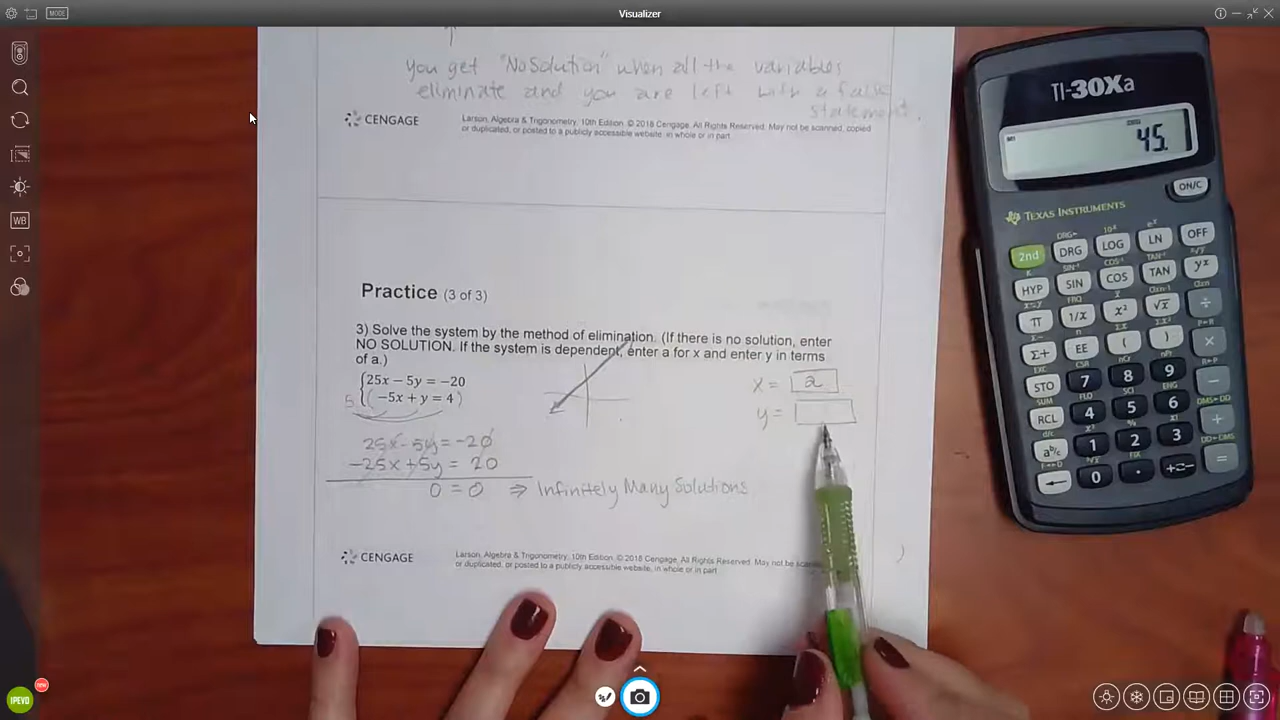 MODE
Visualizer
you get "No Solution" when all the variables
eliminate and you are left with a false
statement.
CENGAGE
Larson, Algebra & Trigonometry, 10th Edition. © 2018 Cengage. All Rights Reserved. May not be scanned, copied
or duplicated, or posted to a publicly accessible website, in whole or in part.
Practice (3 of 3)
3) Solve the system by the method of elimination. (If there is no solution, enter
NO SOLUTION. If the system is dependent, enter a for x and enter y in terms
of a.)
25x − 5y = −20
5 ( −5x + y = 4 )
x = a
y =
25x - 5y = -20
-25x + 5y = 20
0 = 0 ⇒ Infinitely Many Solutions
CENGAGE
Larson, Algebra & Trigonometry, 10th Edition. © 2018 Cengage. All Rights Reserved. May not be
or duplicated, or posted to a publicly accessible website, in whole or in part.
TI-30Xa
45.
ON/C
TEXAS INSTRUMENTS
2nd DRG LOG LN OFF
HYP SIN COS TAN yx
π 1/x x² √x ÷
Σ+ EE ( ) ×
STO 7 8 9 −
RCL 4 5 6 +
a b/c 1 2 3 =
← 0 . +⇄−
WB
IPEVO
new